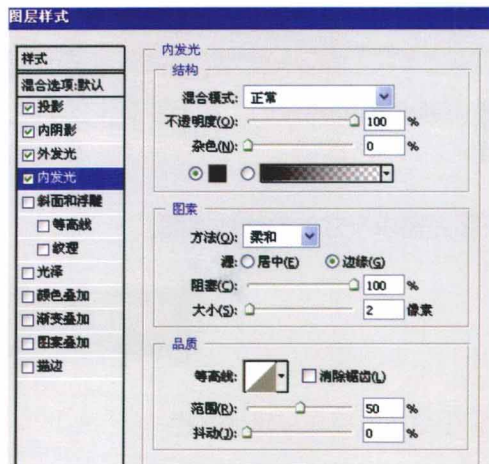 图层样式
样式
混合选项:默认
投影
内阴影
外发光
内发光
斜面和浮雕
等高线
纹理
光泽
颜色叠加
渐变叠加
图案叠加
描边
内发光
结构
混合模式: 正常
不透明度(O): 100 %
杂色(N): 0 %
图素
方法(Q): 柔和
源: 居中(E) 边缘(G)
阻塞(C): 100 %
大小(S): 2 像素
品质
等高线: 消除锯齿(L)
范围(R): 50 %
抖动(J): 0 %